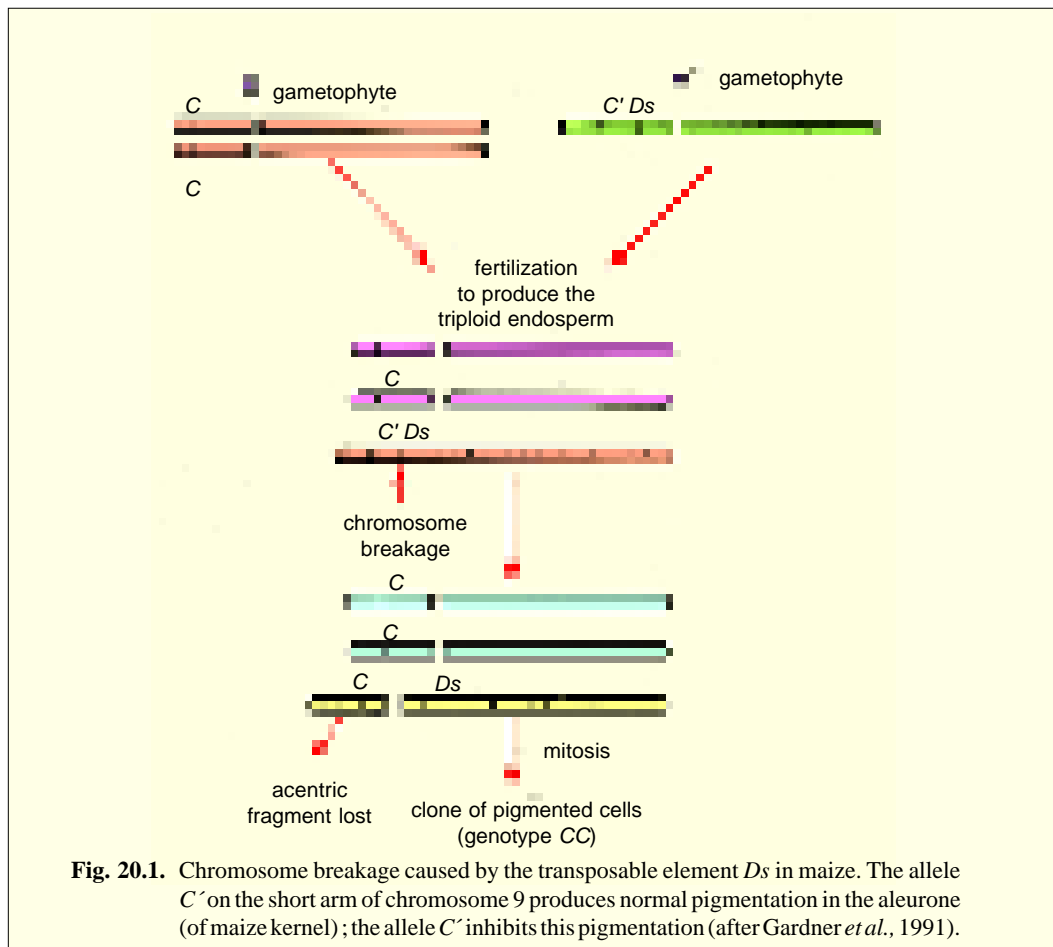 gametophyte
gametophyte
C
C' Ds
C
fertilization
to produce the
triploid endosperm
C
C' Ds
chromosome
breakage
C
C
C Ds
mitosis
acentric
fragment lost
clone of pigmented cells
(genotype CC)
Fig. 20.1. Chromosome breakage caused by the transposable element Ds in maize. The allele
C´ on the short arm of chromosome 9 produces normal pigmentation in the aleurone
(of maize kernel) ; the allele C´ inhibits this pigmentation (after Gardner et al., 1991).